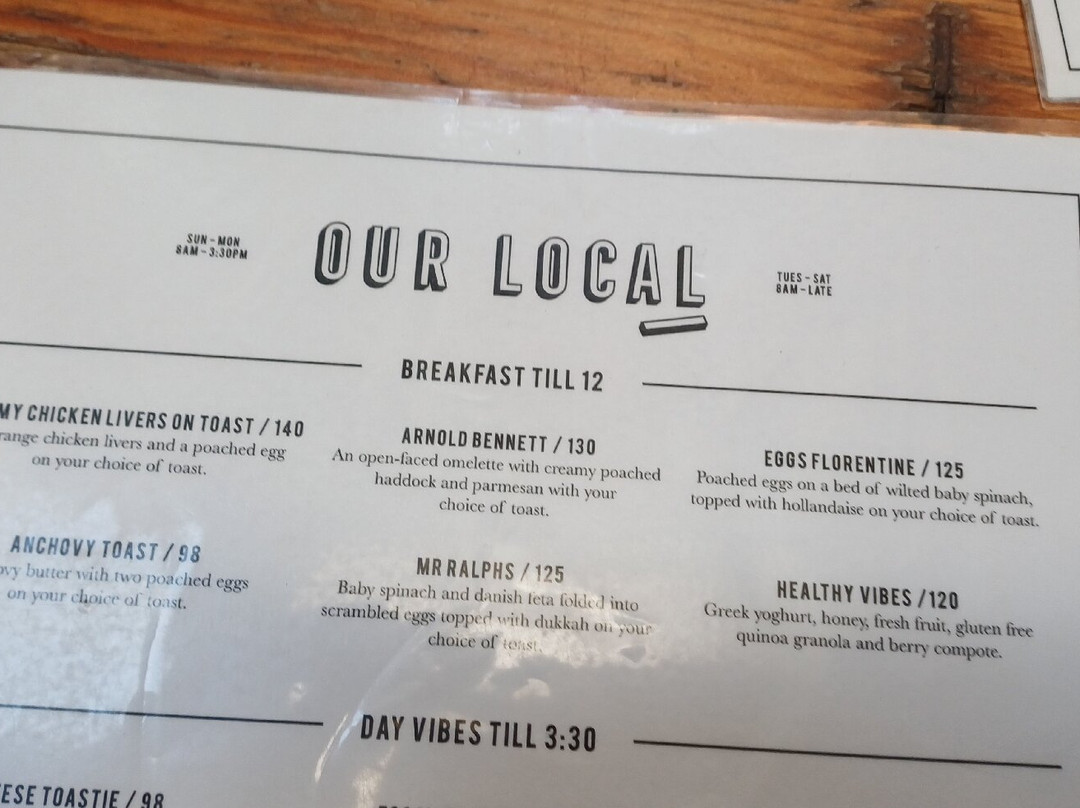 SUN - MON
8AM - 3:30PM
OUR LOCAL
TUES - SAT
8AM - LATE
BREAKFAST TILL 12
CHICKEN LIVERS ON TOAST / 140
chicken livers and a poached egg
on your choice of toast.
ARNOLD BENNETT / 130
An open-faced omelette with creamy poached
haddock and parmesan with your
choice of toast.
EGGS FLORENTINE / 125
Poached eggs on a bed of wilted baby spinach,
topped with hollandaise on your choice of toast.
ANCHOVY TOAST / 98
butter with two poached eggs
on your choice of toast.
MR RALPHS / 125
Baby spinach and danish feta folded into
scrambled eggs topped with dukkah on your
choice of toast.
HEALTHY VIBES /120
Greek yoghurt, honey, fresh fruit, gluten free
quinoa granola and berry compote.
DAY VIBES TILL 3:30
TOASTIE / 98